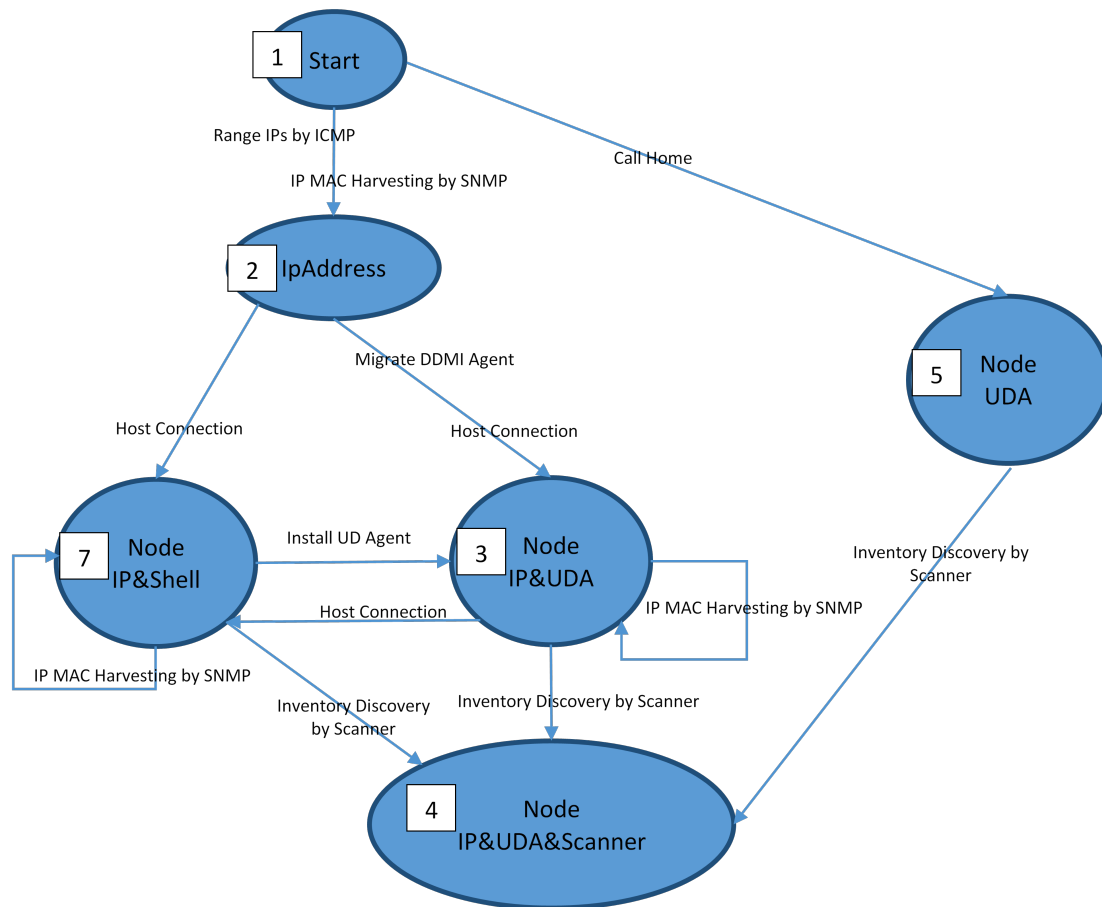 1
Start
Range IPs by ICMP
Call Home
IP MAC Harvesting by SNMP
2
IpAddress
Migrate DDMI Agent
5
Node
UDA
Host Connection
Host Connection
7
Node
IP&Shell
Install UD Agent
3
Node
IP&UDA
Inventory Discovery by
Scanner
Host Connection
IP MAC Harvesting by SNMP
IP MAC Harvesting by SNMP
Inventory Discovery
by Scanner
Inventory Discovery by Scanner
4
Node
IP&UDA&Scanner